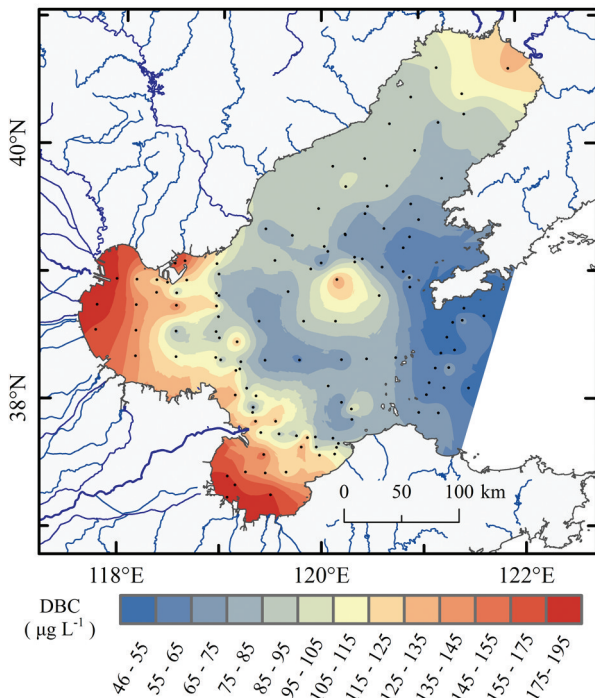 40°N
38°N
0 50 100 km
118°E 120°E 122°E
DBC
( µg L⁻¹)
46 - 55
55 - 65
65 - 75
75 - 85
85 - 95
95 - 105
105 - 115
115 - 125
125 - 135
135 - 145
145 - 155
155 - 175
175- 195